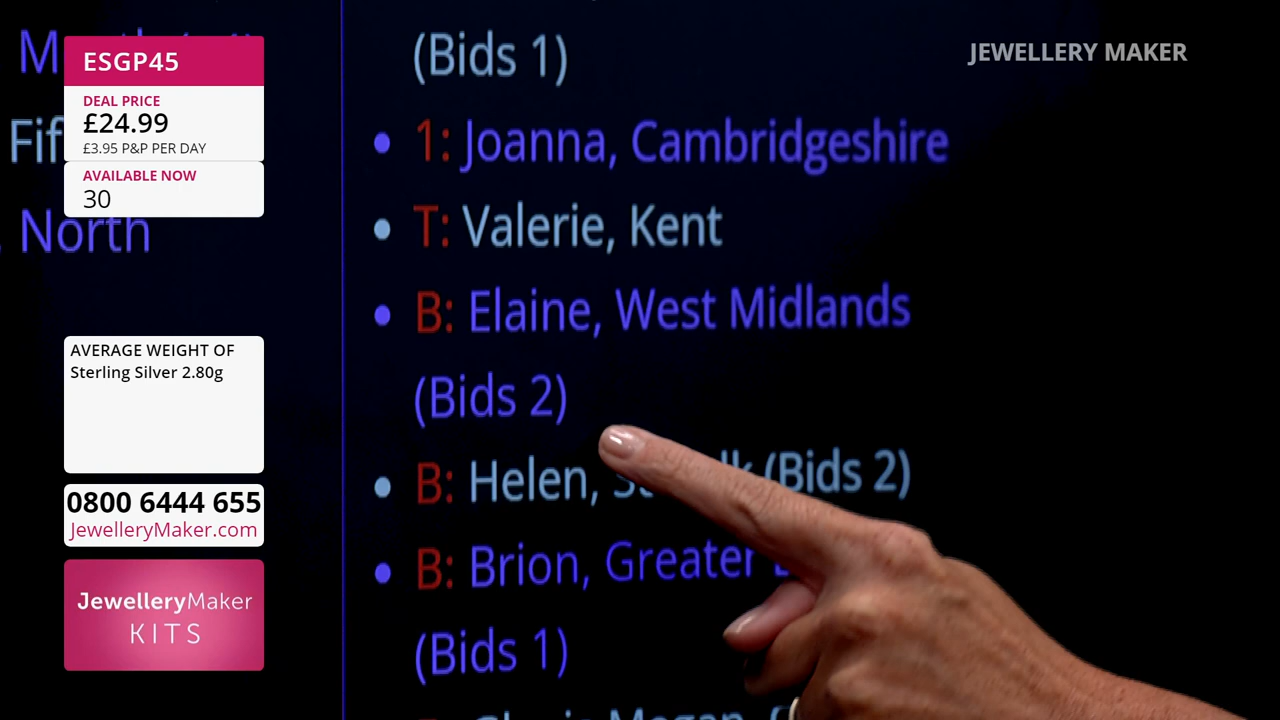 ESGP45
DEAL PRICE
£24.99
£3.95 P&P PER DAY
AVAILABLE NOW
30
North
AVERAGE WEIGHT OF
Sterling Silver 2.80g
0800 6444 655
JewelleryMaker.com
JewelleryMaker
KITS
JEWELLERY MAKER
(Bids 1)
1: Joanna, Cambridgeshire
T: Valerie, Kent
B: Elaine, West Midlands
(Bids 2)
B: Helen, (Bids 2)
B: Brion, Greater
(Bids 1)